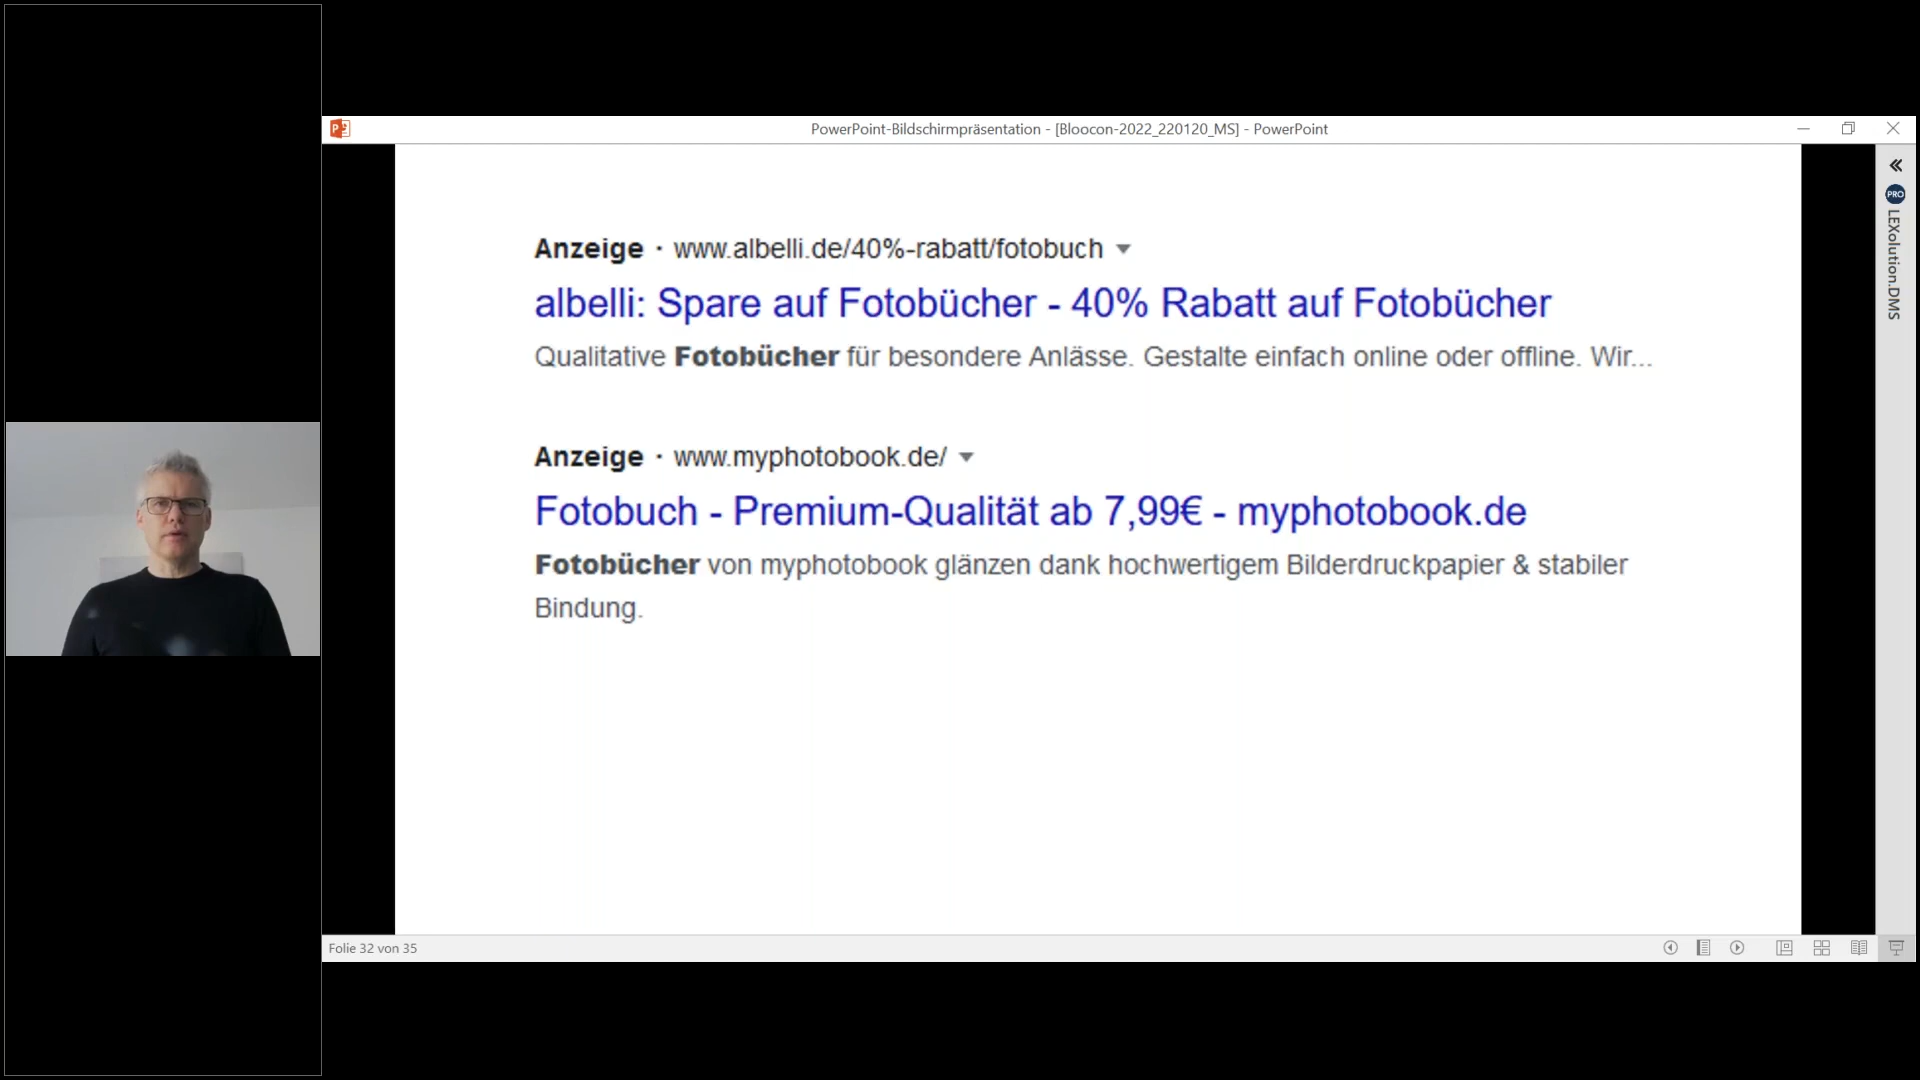 PowerPoint-Bildschirmpräsentation - [Bloocon-2022_220120_MS] - PowerPoint
Anzeige · www.albelli.de/40%-rabatt/fotobuch
albelli: Spare auf Fotobücher - 40% Rabatt auf Fotobücher
Qualitative Fotobücher für besondere Anlässe. Gestalte einfach online oder offline. Wir...
Anzeige · www.myphotobook.de/
Fotobuch - Premium-Qualität ab 7,99€ - myphotobook.de
Fotobücher von myphotobook glänzen dank hochwertigem Bilderdruckpapier & stabiler
Bindung.
PRO
LEXolution.DMS
Folie 32 von 35